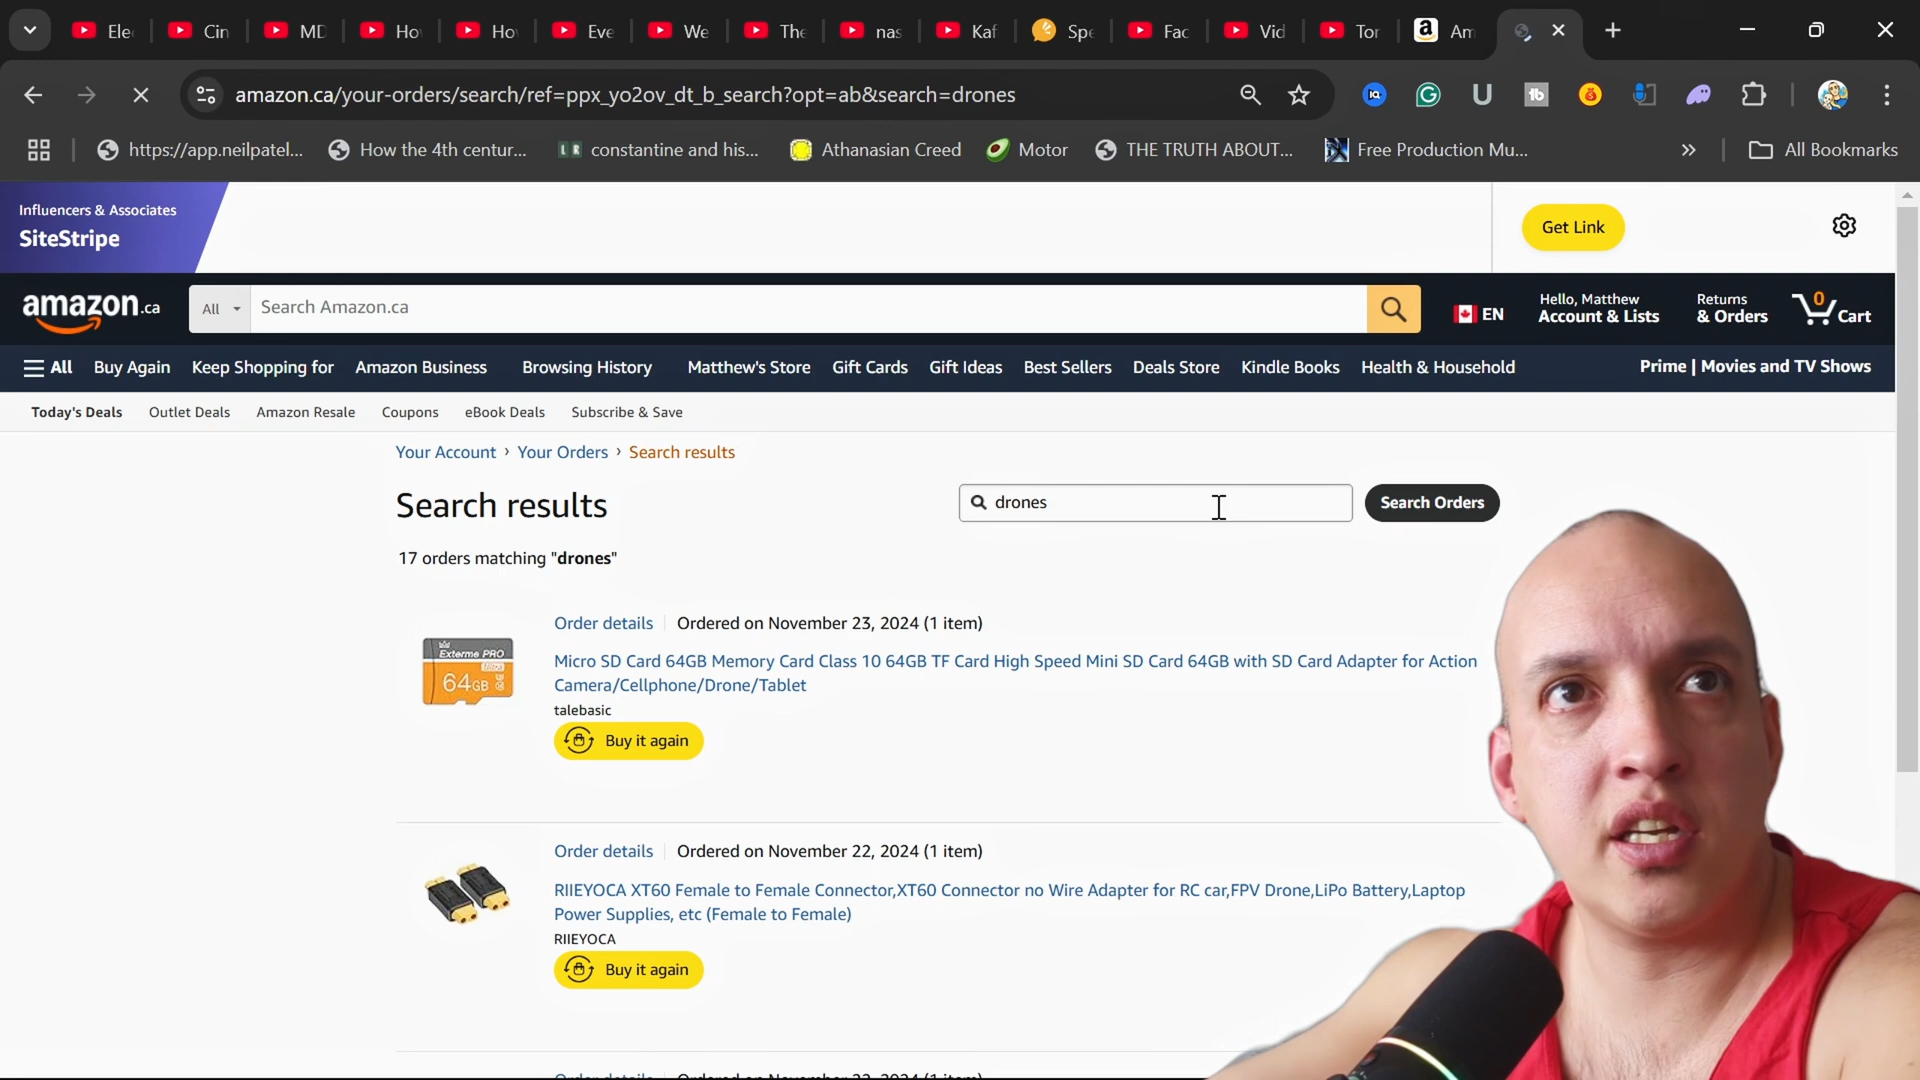 Ele
Cin
MD
Ho
Ho
Eve
We
The
nas
Kaf
Spe
Fac
Vid
Tor
Am
amazon.ca/your-orders/search/ref=ppx_yo2ov_dt_b_search?opt=ab&search=drones
https://app.neilpatel...
How the 4th centur...
constantine and his...
Athanasian Creed
Motor
THE TRUTH ABOUT...
Free Production Mu...
All Bookmarks
Influencers & Associates
SiteStripe
Get Link
amazon.ca
All
Search Amazon.ca
EN
Hello, Matthew
Account & Lists
Returns
& Orders
0
Cart
All
Buy Again
Keep Shopping for
Amazon Business
Browsing History
Matthew's Store
Gift Cards
Gift Ideas
Best Sellers
Deals Store
Kindle Books
Health & Household
Prime | Movies and TV Shows
Today's Deals
Outlet Deals
Amazon Resale
Coupons
eBook Deals
Subscribe & Save
Your Account › Your Orders › Search results
Search results
drones
Search Orders
17 orders matching "drones"
Order details
Ordered on November 23, 2024 (1 item)
Exterme PRO
64GB
Micro SD Card 64GB Memory Card Class 10 64GB TF Card High Speed Mini SD Card 64GB with SD Card Adapter for Action
Camera/Cellphone/Drone/Tablet
talebasic
Buy it again
Order details
Ordered on November 22, 2024 (1 item)
RIIEYOCA XT60 Female to Female Connector,XT60 Connector no Wire Adapter for RC car,FPV Drone,LiPo Battery,Laptop
Power Supplies, etc (Female to Female)
RIIEYOCA
Buy it again